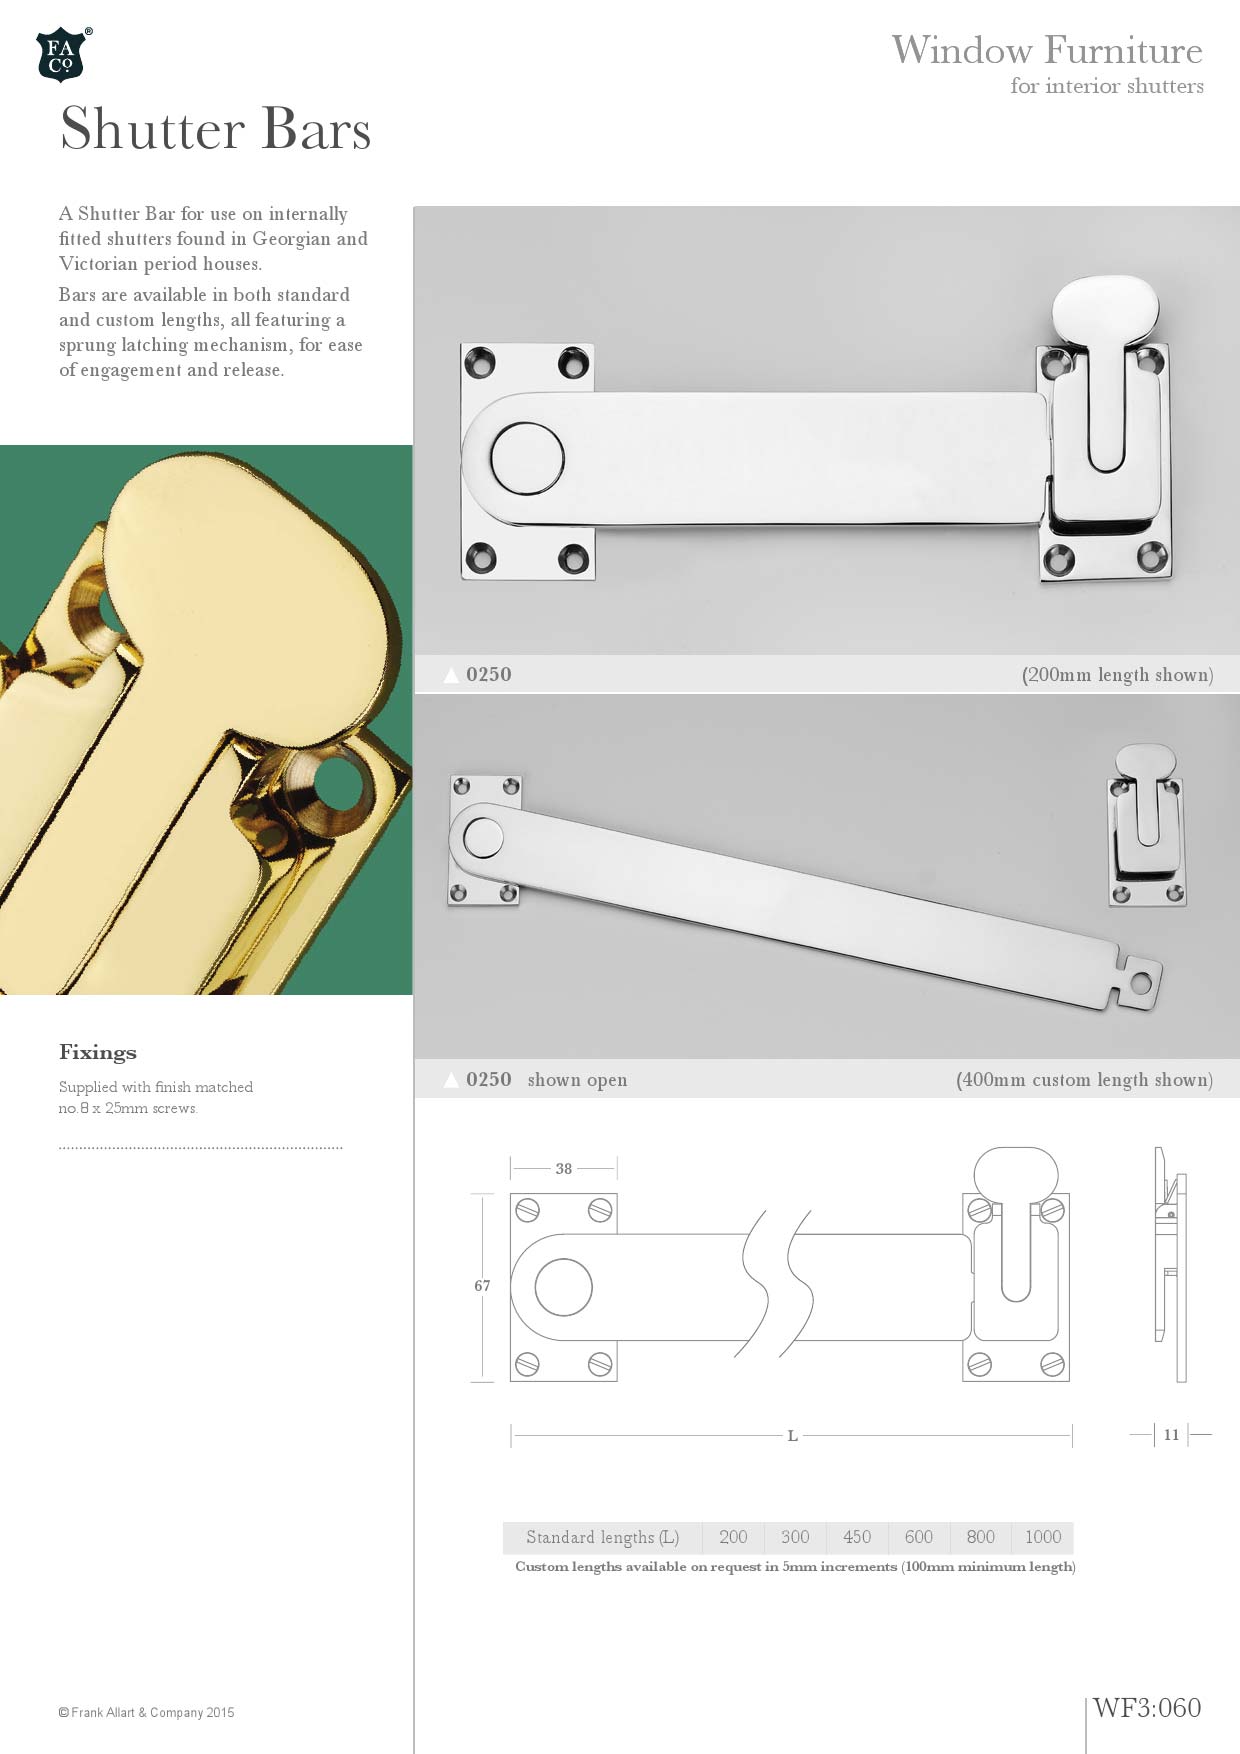 FA
Co.
®
Window Furniture
for interior shutters
Shutter Bars
A Shutter Bar for use on internally
fitted shutters found in Georgian and
Victorian period houses.
Bars are available in both standard
and custom lengths, all featuring a
sprung latching mechanism, for ease
of engagement and release.
0250 (200mm length shown)
0250 shown open (400mm custom length shown)
Fixings
Supplied with finish matched
no.8 x 25mm screws.
38
67
L
11
Standard lengths (L) 200 300 450 600 800 1000
Custom lengths available on request in 5mm increments (100mm minimum length)
© Frank Allart & Company 2015
WF3:060